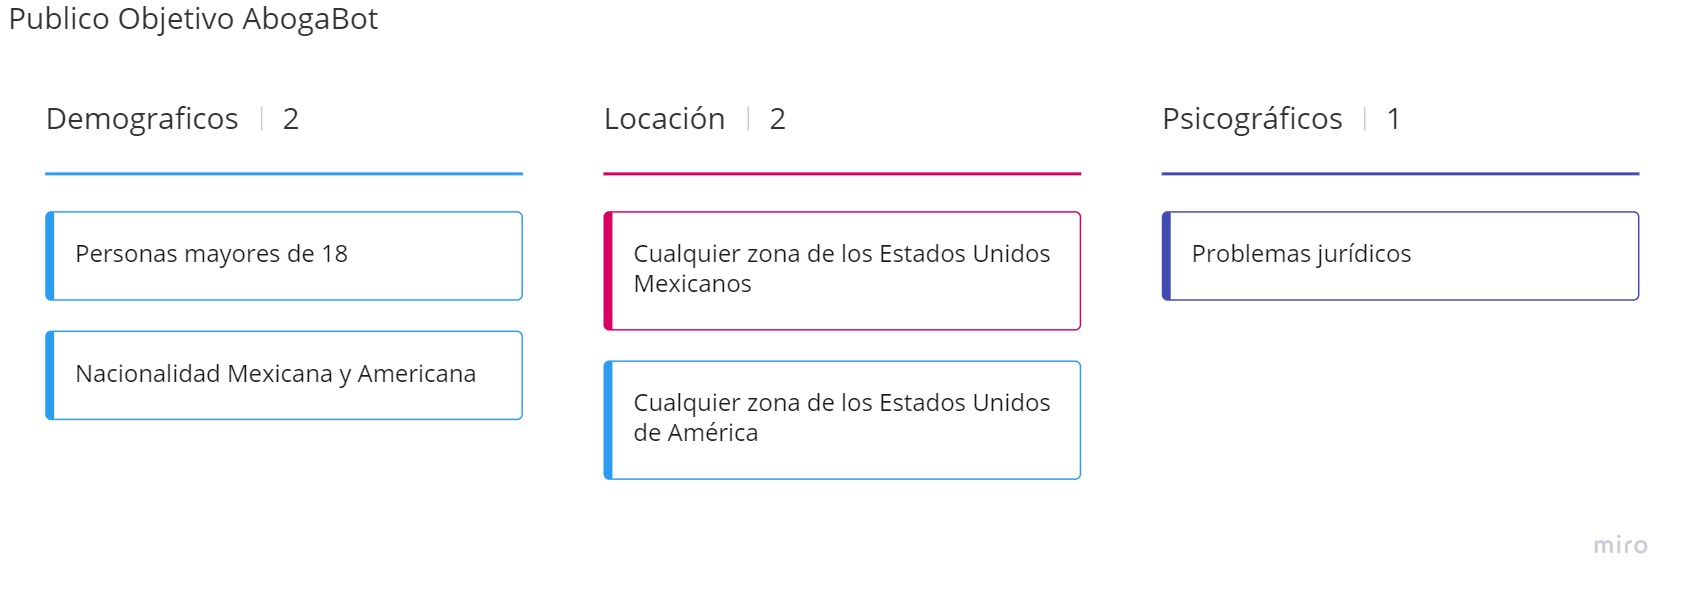 Publico Objetivo AbogaBot
Demograficos | 2
Personas mayores de 18
Nacionalidad Mexicana y Americana
Locación | 2
Cualquier zona de los Estados Unidos
Mexicanos
Cualquier zona de los Estados Unidos
de América
Psicográficos | 1
Problemas jurídicos
miro